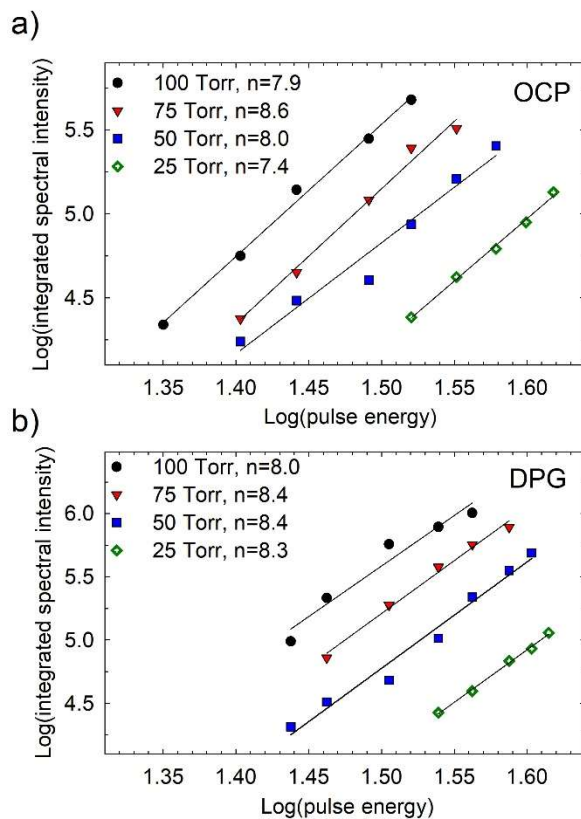 a)
OCP
100 Torr, n=7.9
75 Torr, n=8.6
50 Torr, n=8.0
25 Torr, n=7.4
Log(integrated spectral intensity)
5.5
5.0
4.5
1.35 1.40 1.45 1.50 1.55 1.60
Log(pulse energy)
b)
DPG
100 Torr, n=8.0
75 Torr, n=8.4
50 Torr, n=8.4
25 Torr, n=8.3
Log(integrated spectral intensity)
6.0
5.5
5.0
4.5
1.35 1.40 1.45 1.50 1.55 1.60
Log(pulse energy)